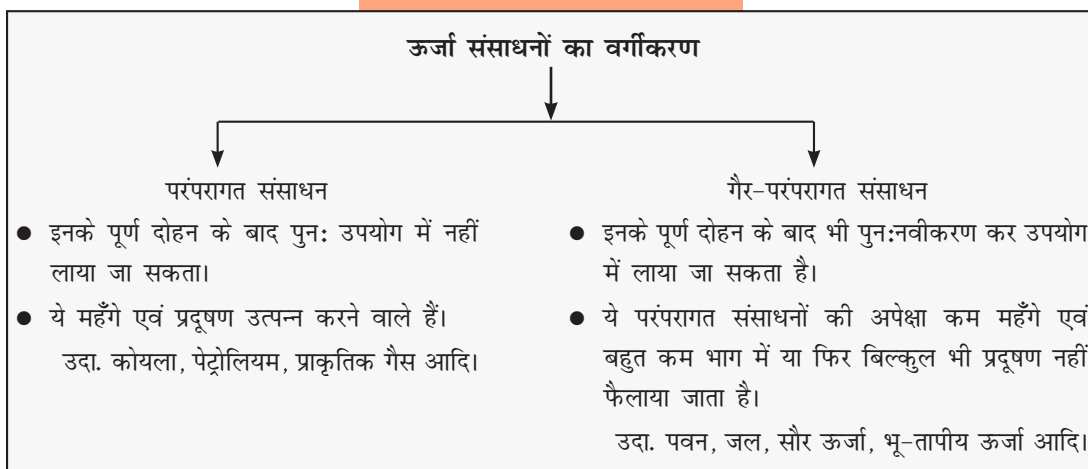 ऊर्जा संसाधनों का वर्गीकरण
परंपरागत संसाधन
● इनके पूर्ण दोहन के बाद पुन: उपयोग में नहीं
लाया जा सकता।
● ये महँगे एवं प्रदूषण उत्पन्न करने वाले हैं।
उदा. कोयला, पेट्रोलियम, प्राकृतिक गैस आदि।
गैर-परंपरागत संसाधन
● इनके पूर्ण दोहन के बाद भी पुन:नवीकरण कर उपयोग
में लाया जा सकता है।
● ये परंपरागत संसाधनों की अपेक्षा कम महँगे एवं
बहुत कम भाग में या फिर बिल्कुल भी प्रदूषण नहीं
फैलाया जाता है।
उदा. पवन, जल, सौर ऊर्जा, भू-तापीय ऊर्जा आदि।